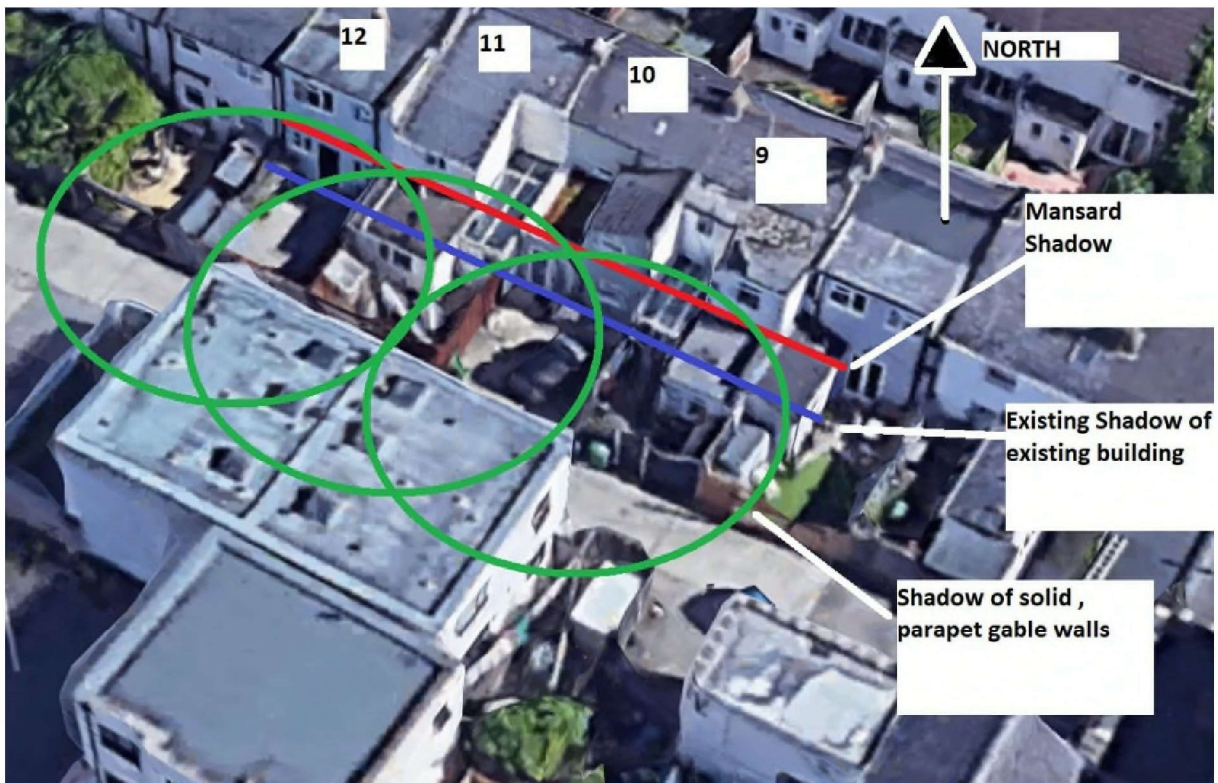 12
11
10
9
NORTH
Mansard
Shadow
Existing Shadow of
existing building
Shadow of solid ,
parapet gable walls